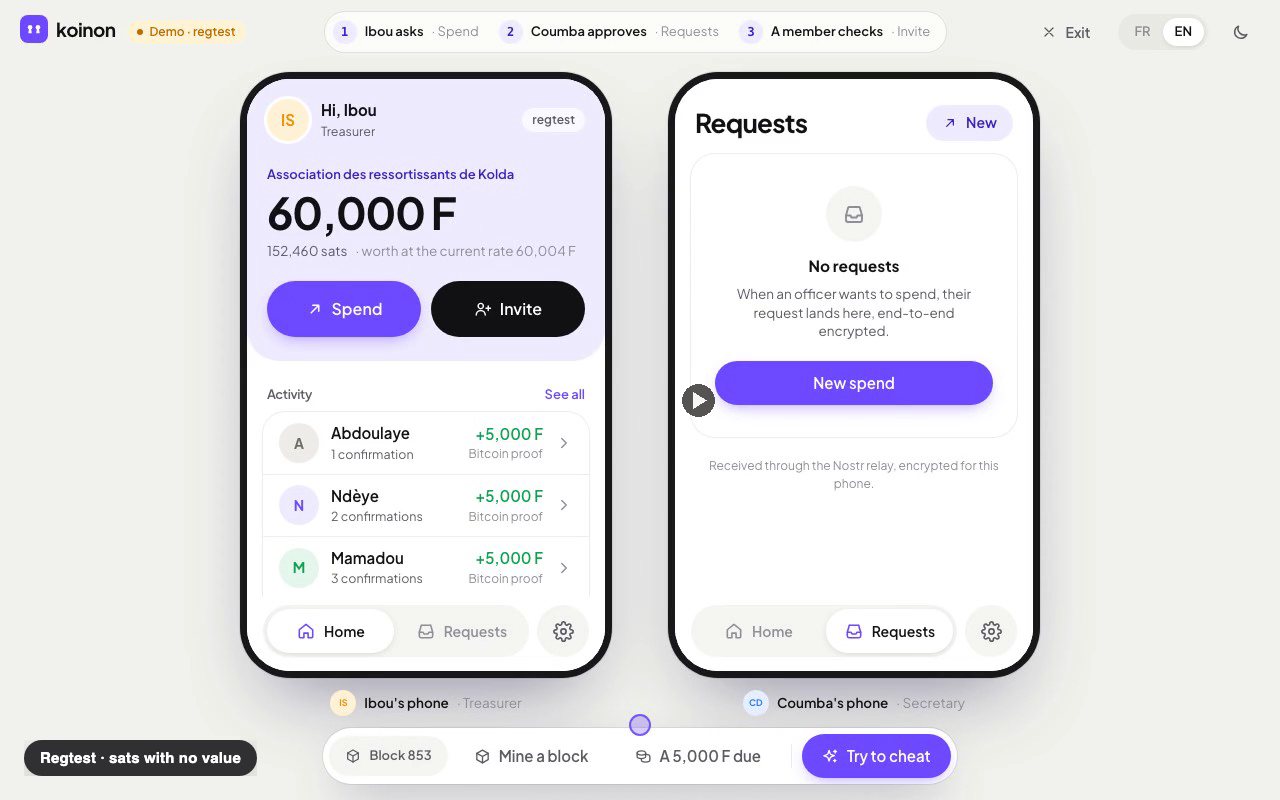 koinon
Demo · regtest
1 Ibou asks · Spend 2 Coumba approves · Requests 3 A member checks · Invite
Exit
FR EN
IS
Hi, Ibou
Treasurer
regtest
Association des ressortissants de Kolda
60,000 F
152,460 sats · worth at the current rate 60,004 F
Spend
Invite
Activity
See all
A
Abdoulaye
1 confirmation
+5,000 F
Bitcoin proof
N
Ndèye
2 confirmations
+5,000 F
Bitcoin proof
M
Mamadou
3 confirmations
+5,000 F
Bitcoin proof
Home
Requests
Requests
New
No requests
When an officer wants to spend, their
request lands here, end-to-end
encrypted.
New spend
Received through the Nostr relay, encrypted for this
phone.
Home
Requests
IS Ibou's phone · Treasurer
CD Coumba's phone · Secretary
Regtest · sats with no value
Block 853
Mine a block
A 5,000 F due
Try to cheat